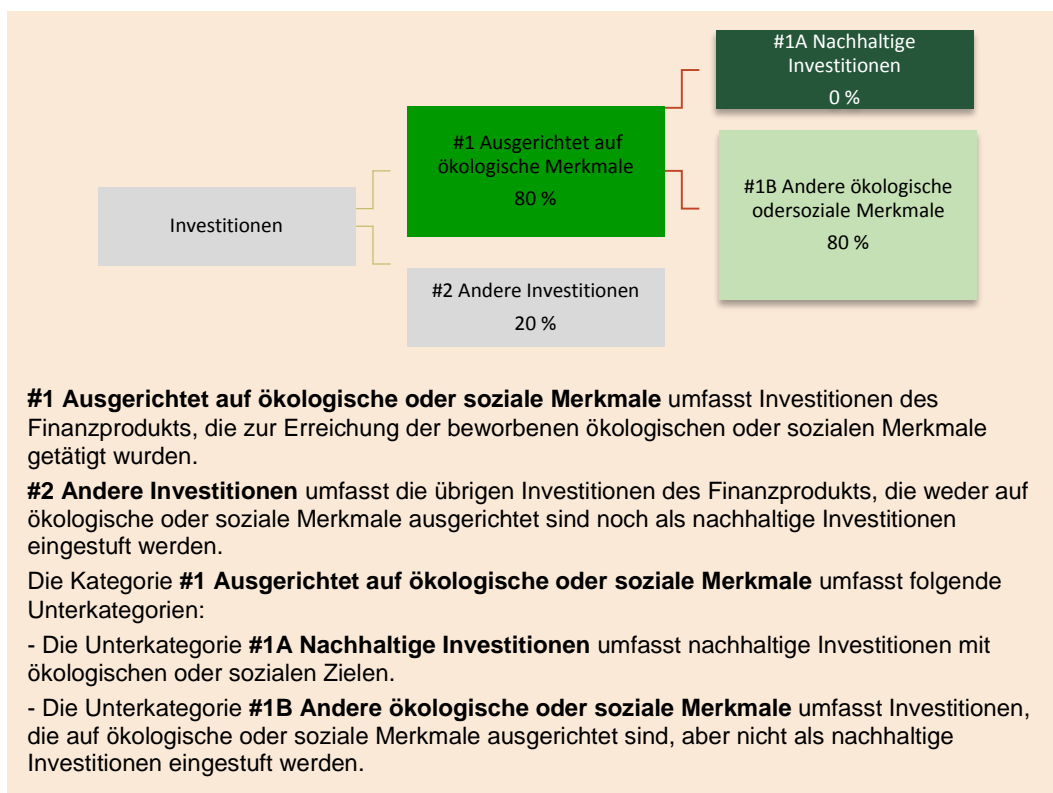 #1A Nachhaltige
Investitionen
0 %
#1 Ausgerichtet auf
ökologische Merkmale
80 %
#1B Andere ökologische
odersoziale Merkmale
80 %
Investitionen
#2 Andere Investitionen
20 %
#1 Ausgerichtet auf ökologische oder soziale Merkmale umfasst Investitionen des
Finanzprodukts, die zur Erreichung der beworbenen ökologischen oder sozialen Merkmale
getätigt wurden.
#2 Andere Investitionen umfasst die übrigen Investitionen des Finanzprodukts, die weder auf
ökologische oder soziale Merkmale ausgerichtet sind noch als nachhaltige Investitionen
eingestuft werden.
Die Kategorie #1 Ausgerichtet auf ökologische oder soziale Merkmale umfasst folgende
Unterkategorien:
- Die Unterkategorie #1A Nachhaltige Investitionen umfasst nachhaltige Investitionen mit
ökologischen oder sozialen Zielen.
- Die Unterkategorie #1B Andere ökologische oder soziale Merkmale umfasst Investitionen,
die auf ökologische oder soziale Merkmale ausgerichtet sind, aber nicht als nachhaltige
Investitionen eingestuft werden.